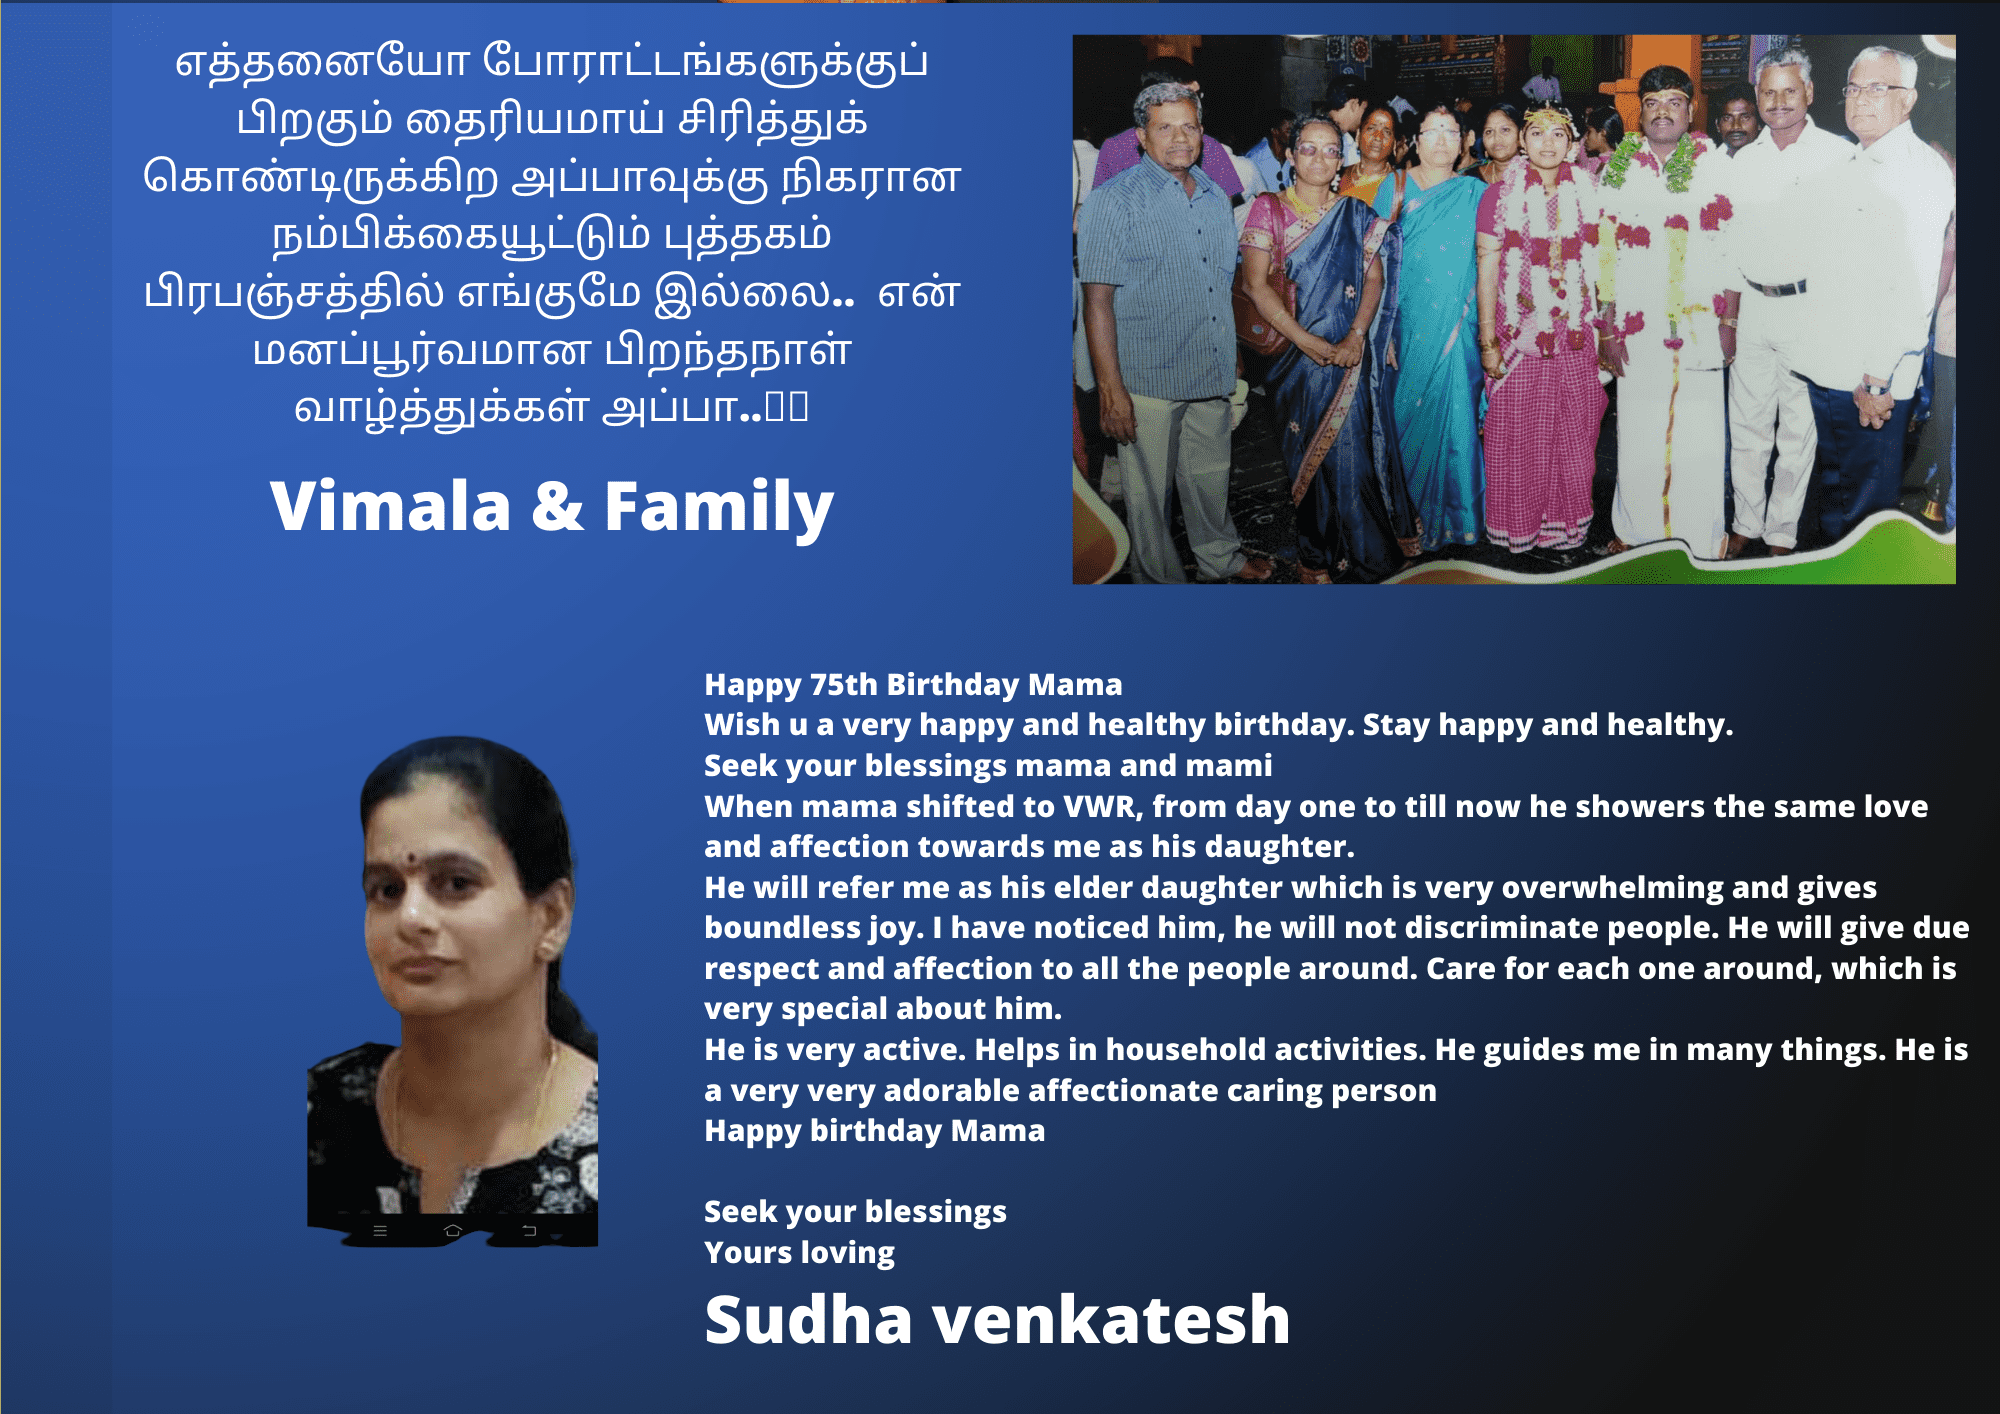 எத்தனையோ போராட்டங்களுக்குப்
பிறகும் தைரியமாய் சிரித்துக்
கொண்டிருக்கிற அப்பாவுக்கு நிகரான
நம்பிக்கையூட்டும் புத்தகம்
பிரபஞ்சத்தில் எங்குமே இல்லை..  என்
மனப்பூர்வமான பிறந்தநாள்
வாழ்த்துக்கள் அப்பா..
Vimala & Family
Happy 75th Birthday Mama
Wish u a very happy and healthy birthday. Stay happy and healthy.
Seek your blessings mama and mami
When mama shifted to VWR, from day one to till now he showers the same love
and affection towards me as his daughter.
He will refer me as his elder daughter which is very overwhelming and gives
boundless joy. I have noticed him, he will not discriminate people. He will give due
respect and affection to all the people around. Care for each one around, which is
very special about him.
He is very active. Helps in household activities. He guides me in many things. He is
a very very adorable affectionate caring person
Happy birthday Mama
Seek your blessings
Yours loving
Sudha venkatesh